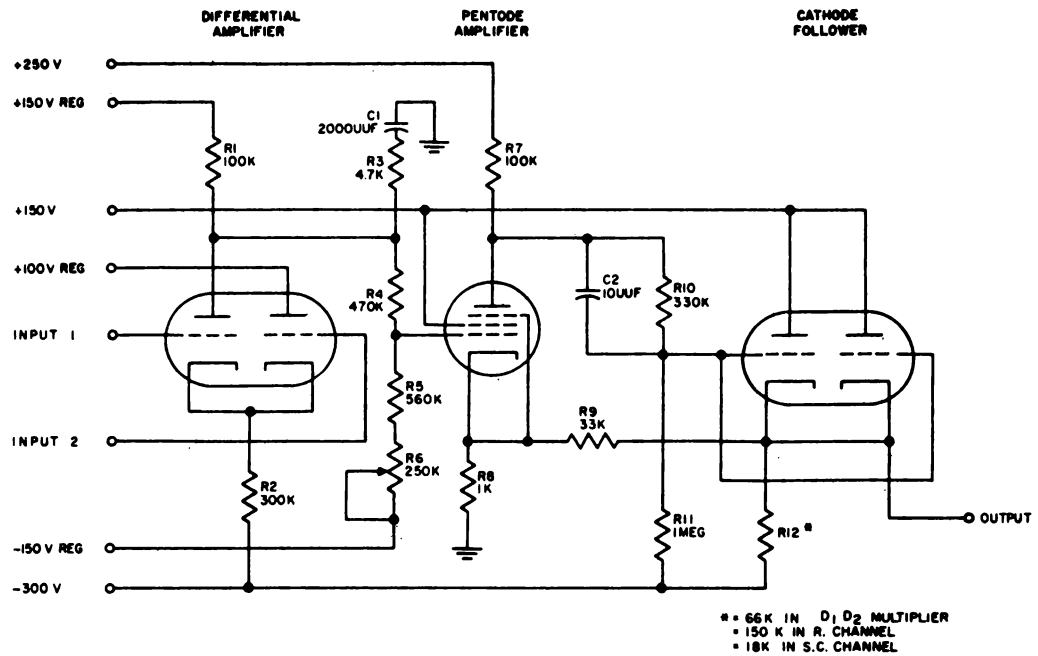 DIFFERENTIAL
AMPLIFIER
PENTODE
AMPLIFIER
CATHODE
FOLLOWER
+250 V
+150 V REG
C1
2000UUF
R1
100K
R3
4.7K
R7
100K
+150 V
+100 V REG
R4
470K
C2
10UUF
R10
330K
INPUT 1
R5
560K
R9
33K
INPUT 2
R6
250K
R2
300K
R8
1K
R11
1MEG
R12 *
OUTPUT
-150 V REG
-300 V
* = 66K IN D1 D2 MULTIPLIER
= 150 K IN R. CHANNEL
= 18K IN S.C. CHANNEL